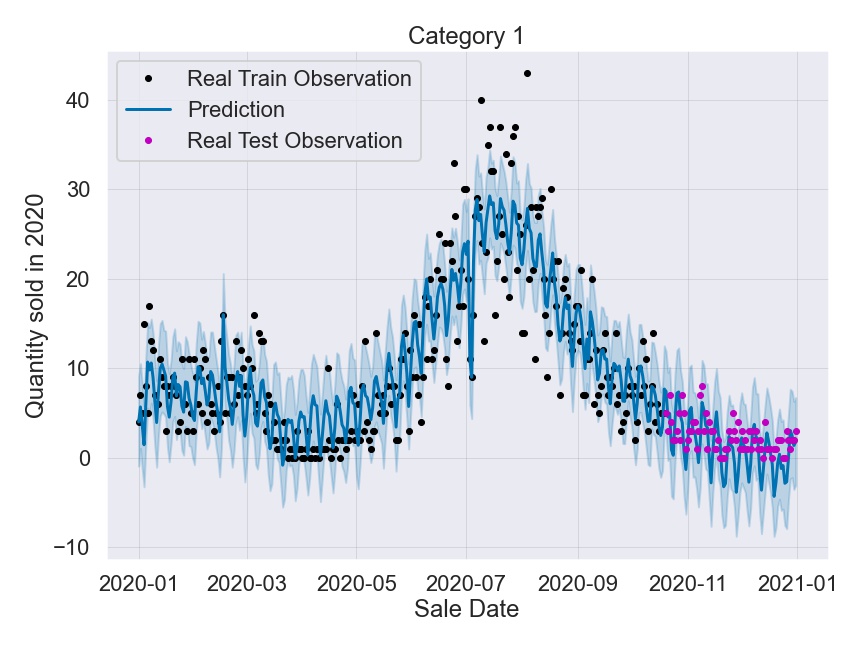 Category 1
Real Train Observation
Prediction
Real Test Observation
Quantity sold in 2020
40
30
20
10
0
−10
2020-01 2020-03 2020-05 2020-07 2020-09 2020-11 2021-01
Sale Date